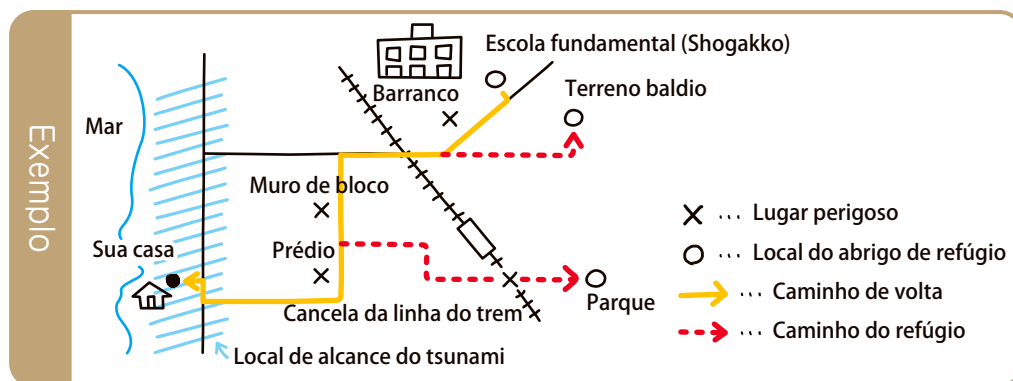 Exemplo
Escola fundamental (Shogakko)
Barranco
Terreno baldio
Mar
Muro de bloco
Sua casa
Prédio
Cancela da linha do trem
Parque
Local de alcance do tsunami
× ··· Lugar perigoso
○ ··· Local do abrigo de refúgio
··· Caminho de volta
··· Caminho do refúgio